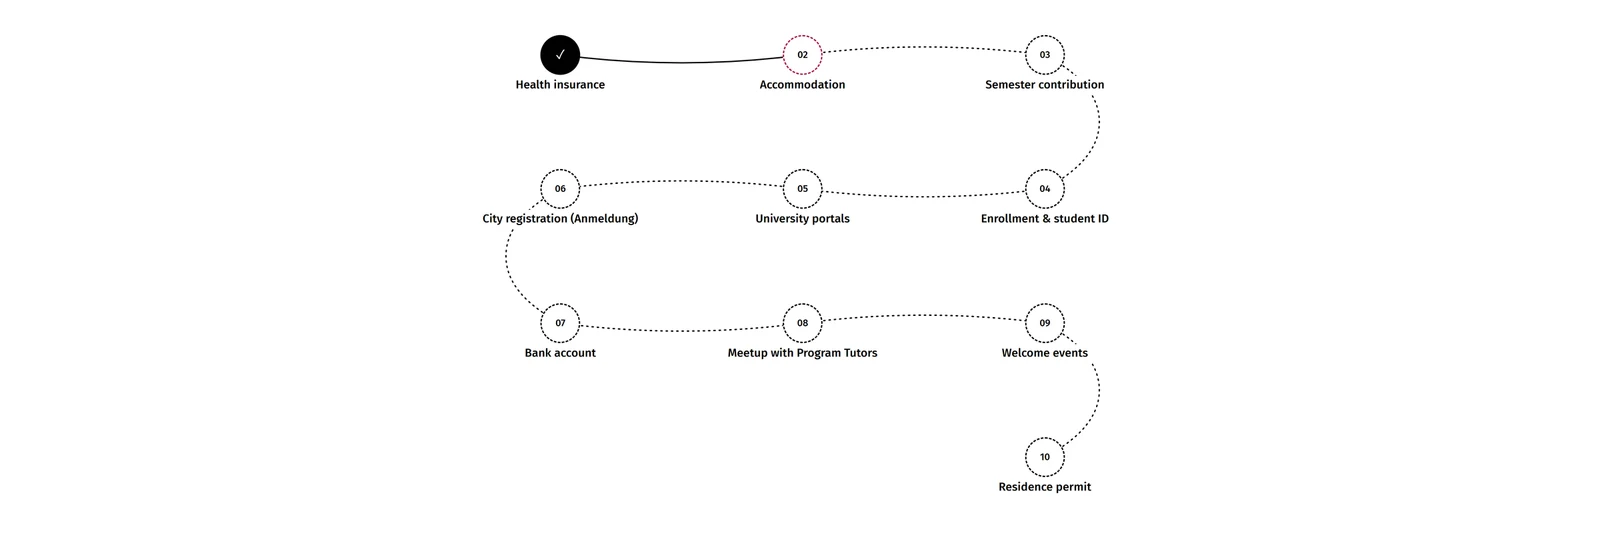 ✓
02
03
Health insurance
Accommodation
Semester contribution
06
05
04
City registration (Anmeldung)
University portals
Enrollment & student ID
07
08
09
Bank account
Meetup with Program Tutors
Welcome events
10
Residence permit